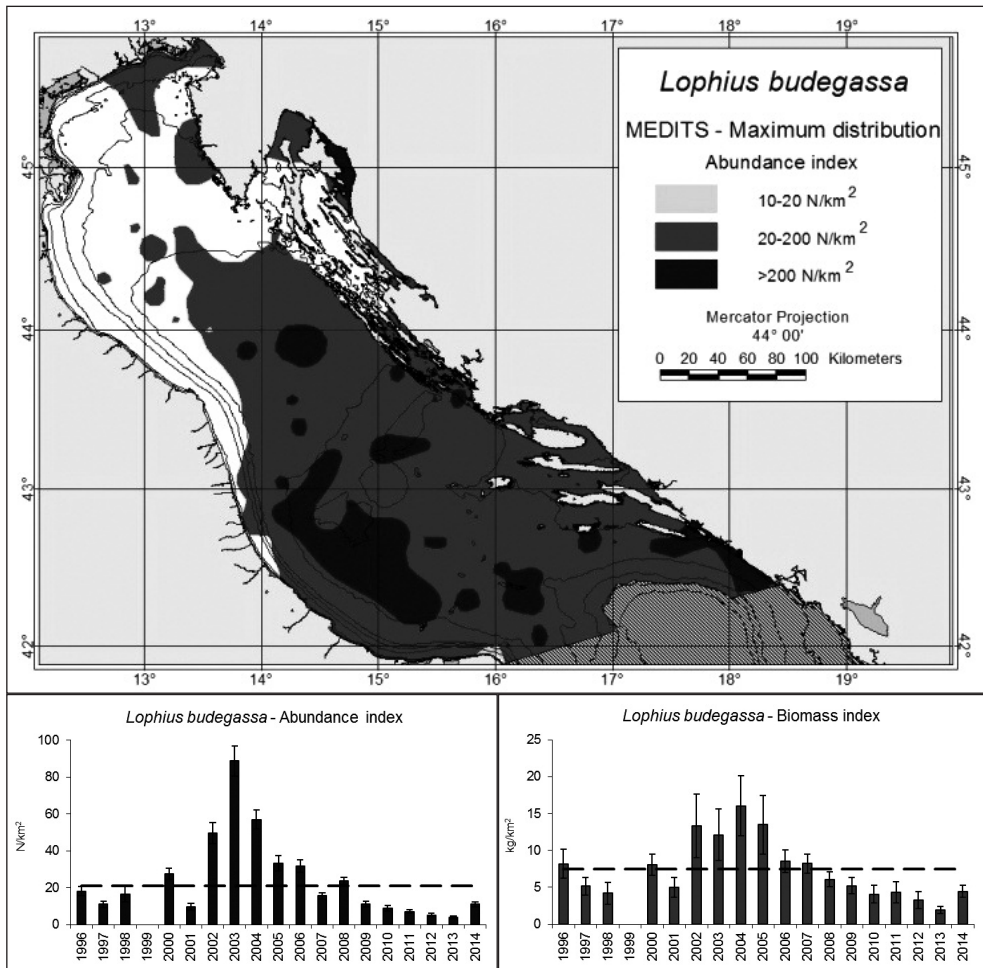 13° 14° 15° 16° 17° 18° 19°
Lophius budegassa
MEDITS - Maximum distribution
Abundance index
10-20 N/km²
20-200 N/km²
>200 N/km²
Mercator Projection
44° 00'
0 20 40 60 80 100 Kilometers
45° 45°
44° 44°
43° 43°
42° 42°
13° 14° 15° 16° 17° 18° 19°
Lophius budegassa - Abundance index
N/km²
100
80
60
40
20
0
1996 1997 1998 1999 2000 2001 2002 2003 2004 2005 2006 2007 2008 2009 2010 2011 2012 2013 2014
Lophius budegassa - Biomass index
kg/km²
25
20
15
10
5
0
1996 1997 1998 1999 2000 2001 2002 2003 2004 2005 2006 2007 2008 2009 2010 2011 2012 2013 2014